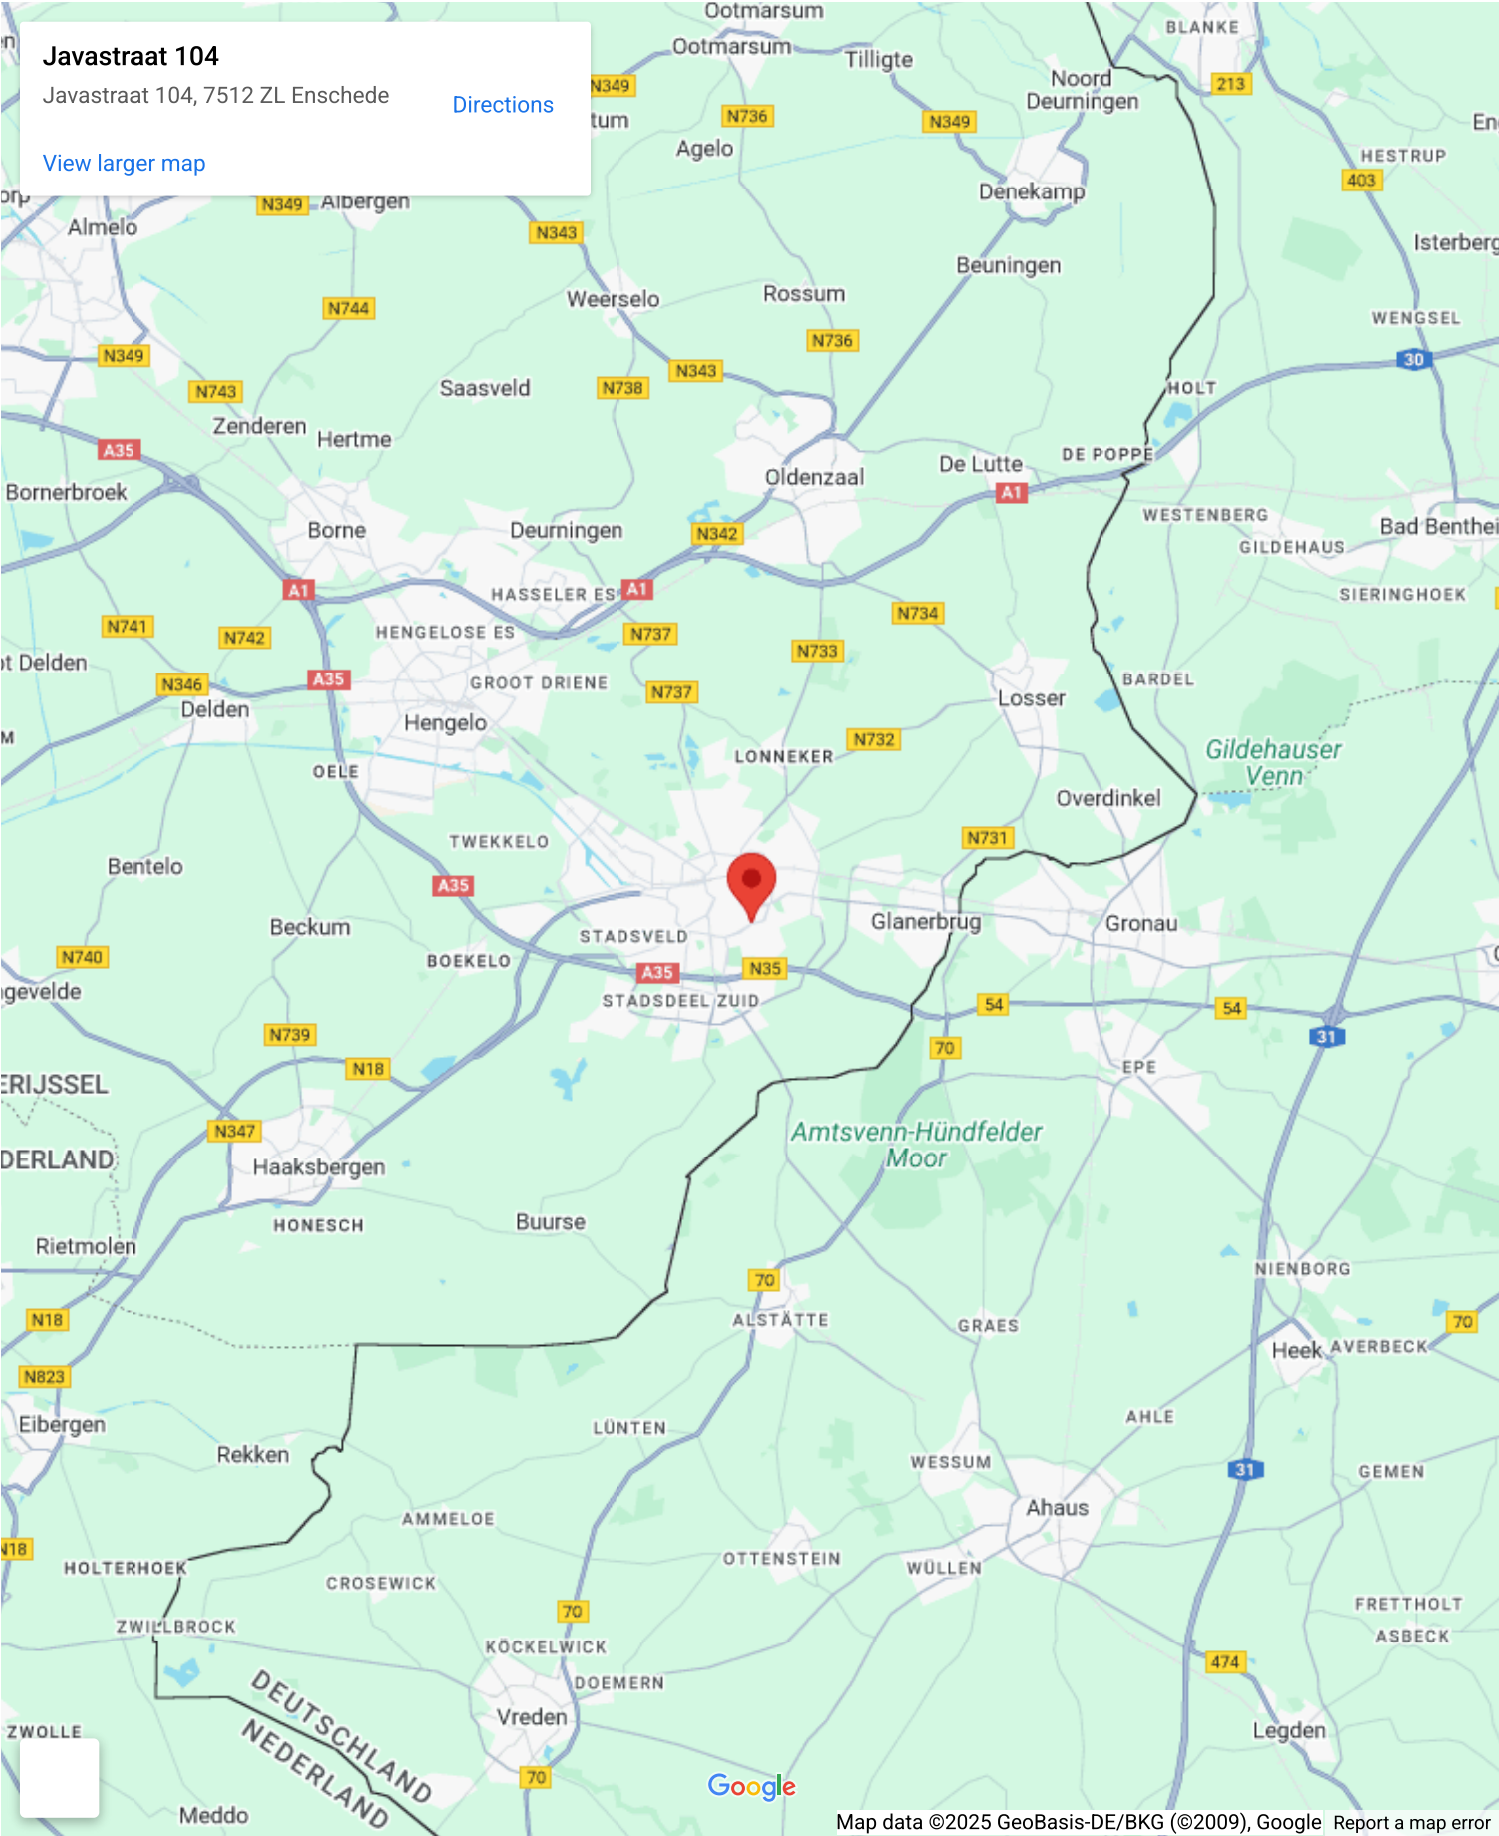 Javastraat 104
Javastraat 104, 7512 ZL Enschede
Directions
View larger map
Ootmarsum
Ootmarsum
Tilligte
BLANKE
Noord
Deurningen
213
N349
N736
N349
Agelo
HESTRUP
403
Denekamp
N349
Albergen
Almelo
N343
Isterberg
Beuningen
Weerselo
Rossum
N744
WENGSEL
N736
N349
30
N343
N743
Saasveld
N738
HOLT
Zenderen
Hertme
A35
DE POPPE
De Lutte
Oldenzaal
A1
Bornerbroek
WESTENBERG
Borne
Deurningen
N342
GILDEHAUS
A1
HASSELER ES
A1
SIERINGHOEK
N734
N741
N742
HENGELOSE ES
N737
N733
A35
GROOT DRIENE
BARDEL
N346
N737
Losser
Delden
Hengelo
N732
Gildehauser
Venn
LONNEKER
OELE
Overdinkel
TWEKKELO
N731
Bentelo
A35
Glanerbrug
Gronau
Beckum
STADSVELD
N740
BOEKELO
A35
N35
STADSDEEL ZUID
54
54
N739
31
70
N18
EPE
N347
Amtsvenn-Hündfelder
Moor
Haaksbergen
HONESCH
Buurse
Rietmolen
NIENBORG
70
N18
ALSTÄTTE
GRAES
70
Heek
AVERBECK
N823
Eibergen
LÜNTEN
AHLE
Rekken
WESSUM
31
GEMEN
AMMELOE
Ahaus
N18
HOLTERHOEK
OTTENSTEIN
WÜLLEN
CROSEWICK
FRETTHOLT
70
ZWILLBROCK
ASBECK
KÖCKELWICK
474
DOEMERN
DEUTSCHLAND
NEDERLAND
Vreden
ZWOLLE
Legden
70
Google
Meddo
Map data ©2025 GeoBasis-DE/BKG (©2009), Google
Report a map error